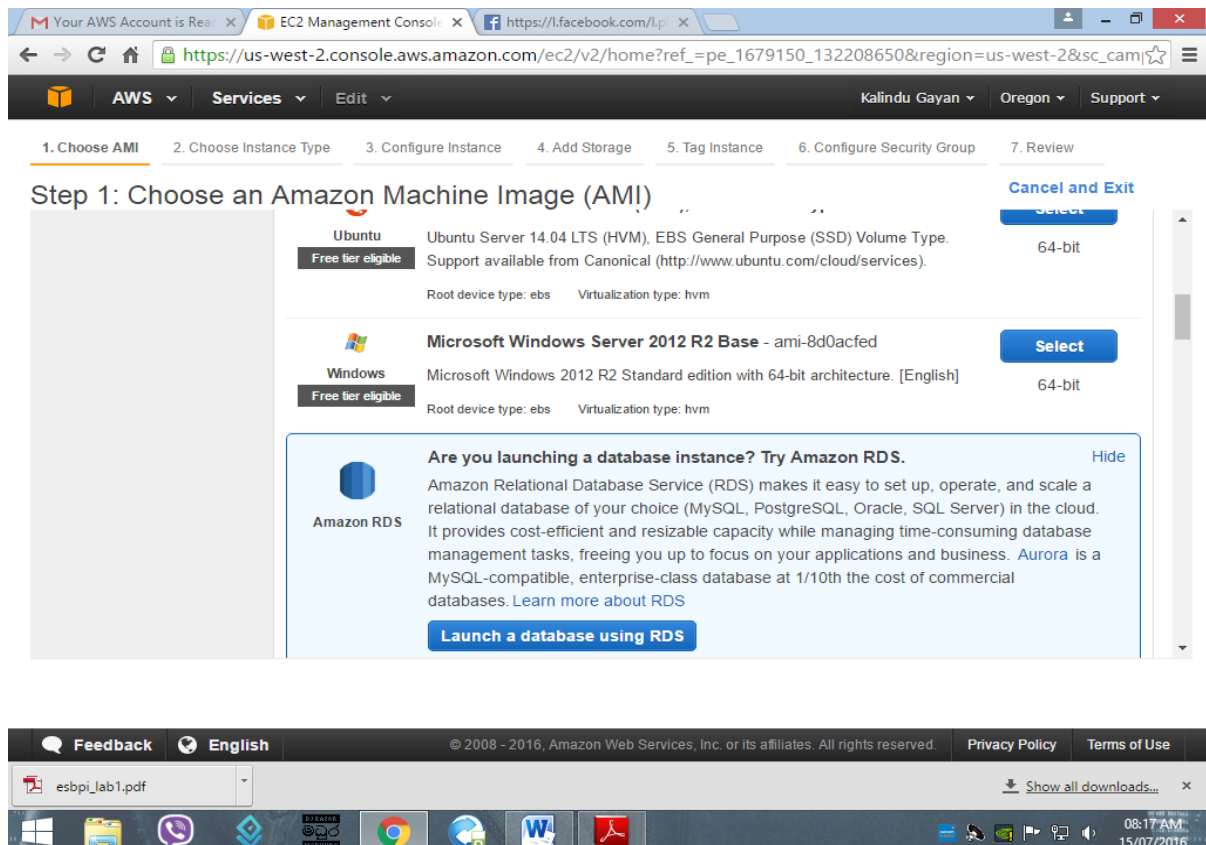 Your AWS Account is Rea
EC2 Management Console
https://l.facebook.com/l.p
https://us-west-2.console.aws.amazon.com/ec2/v2/home?ref_=pe_1679150_132208650&region=us-west-2&sc_cam
AWS Services Edit Kalindu Gayan Oregon Support
1. Choose AMI 2. Choose Instance Type 3. Configure Instance 4. Add Storage 5. Tag Instance 6. Configure Security Group 7. Review
Step 1: Choose an Amazon Machine Image (AMI)
Cancel and Exit
Select
Ubuntu
Free tier eligible
Ubuntu Server 14.04 LTS (HVM), EBS General Purpose (SSD) Volume Type.
Support available from Canonical (http://www.ubuntu.com/cloud/services).
64-bit
Root device type: ebs Virtualization type: hvm
Microsoft Windows Server 2012 R2 Base - ami-8d0acfed
Select
Windows
Free tier eligible
Microsoft Windows 2012 R2 Standard edition with 64-bit architecture. [English]
64-bit
Root device type: ebs Virtualization type: hvm
Are you launching a database instance? Try Amazon RDS.
Hide
Amazon RDS
Amazon Relational Database Service (RDS) makes it easy to set up, operate, and scale a
relational database of your choice (MySQL, PostgreSQL, Oracle, SQL Server) in the cloud.
It provides cost-efficient and resizable capacity while managing time-consuming database
management tasks, freeing you up to focus on your applications and business. Aurora is a
MySQL-compatible, enterprise-class database at 1/10th the cost of commercial
databases. Learn more about RDS
Launch a database using RDS
Feedback English © 2008 - 2016, Amazon Web Services, Inc. or its affiliates. All rights reserved. Privacy Policy Terms of Use
esbpi_lab1.pdf
Show all downloads...
08:17 AM
15/07/2016